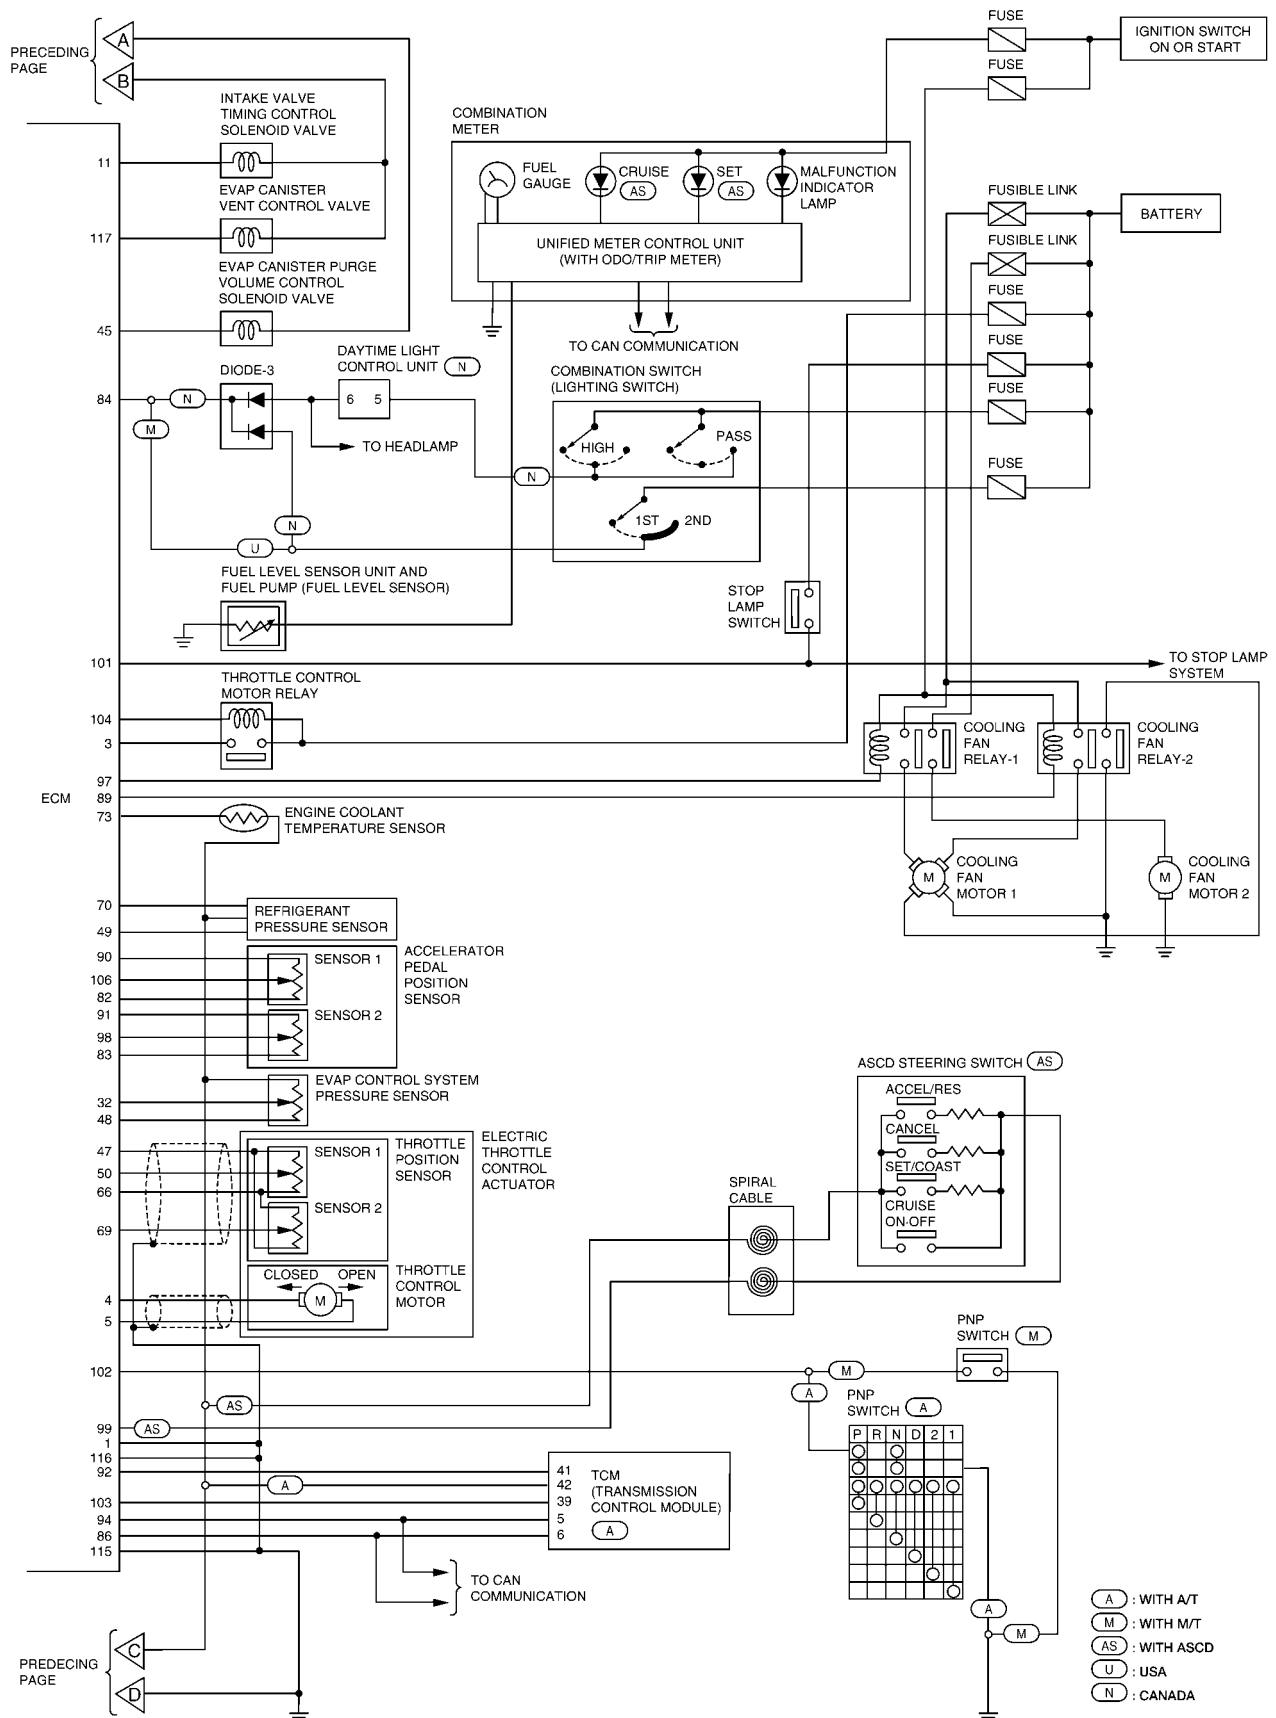 PRECEDING
PAGE
A
B
INTAKE VALVE
TIMING CONTROL
SOLENOID VALVE
11
EVAP CANISTER
VENT CONTROL VALVE
117
EVAP CANISTER PURGE
VOLUME CONTROL
SOLENOID VALVE
45
COMBINATION
METER
FUEL
GAUGE
CRUISE
AS
SET
AS
MALFUNCTION
INDICATOR
LAMP
UNIFIED METER CONTROL UNIT
(WITH ODO/TRIP METER)
TO CAN COMMUNICATION
FUSE
IGNITION SWITCH
ON OR START
FUSE
FUSIBLE LINK
BATTERY
FUSIBLE LINK
FUSE
FUSE
FUSE
FUSE
DAYTIME LIGHT
CONTROL UNIT
N
DIODE-3
84
N
M
6 5
TO HEADLAMP
N
U
COMBINATION SWITCH
(LIGHTING SWITCH)
HIGH
PASS
N
1ST
2ND
FUEL LEVEL SENSOR UNIT AND
FUEL PUMP (FUEL LEVEL SENSOR)
STOP
LAMP
SWITCH
101
TO STOP LAMP
SYSTEM
THROTTLE CONTROL
MOTOR RELAY
104
3
97
ECM
89
73
ENGINE COOLANT
TEMPERATURE SENSOR
COOLING
FAN
RELAY-1
COOLING
FAN
RELAY-2
M
COOLING
FAN
MOTOR 1
M
COOLING
FAN
MOTOR 2
70
49
REFRIGERANT
PRESSURE SENSOR
90
106
82
91
98
83
SENSOR 1
SENSOR 2
ACCELERATOR
PEDAL
POSITION
SENSOR
32
48
EVAP CONTROL SYSTEM
PRESSURE SENSOR
47
50
66
69
SENSOR 1
SENSOR 2
THROTTLE
POSITION
SENSOR
ELECTRIC
THROTTLE
CONTROL
ACTUATOR
4
5
CLOSED
OPEN
M
THROTTLE
CONTROL
MOTOR
ASCD STEERING SWITCH
AS
ACCEL/RES
CANCEL
SET/COAST
CRUISE
ON·OFF
SPIRAL
CABLE
102
M
A
PNP
SWITCH
M
PNP
SWITCH
A
P R N D 2 1
A
M
AS
99
AS
1
116
92
A
103
94
86
115
41
42
39
5
6
TCM
(TRANSMISSION
CONTROL MODULE)
A
TO CAN
COMMUNICATION
PREDECING
PAGE
C
D
A : WITH A/T
M : WITH M/T
AS : WITH ASCD
U : USA
N : CANADA